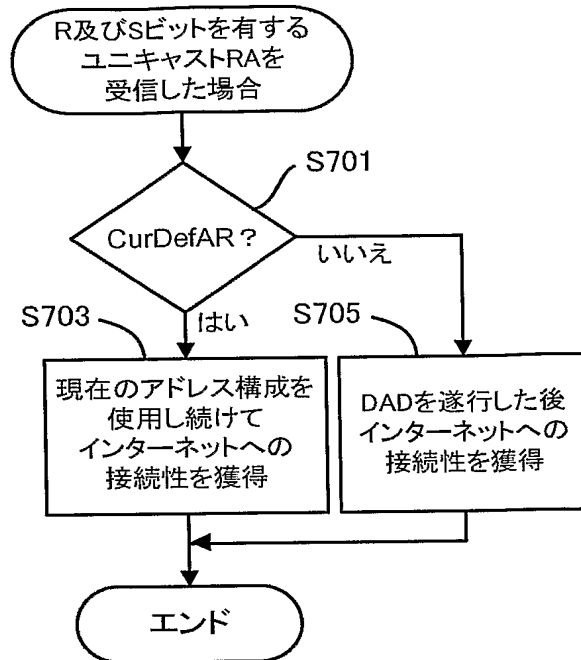 R及びSビットを有する
ユニキャストRAを
受信した場合
S701
CurDefAR?
いいえ
はい
S703
現在のアドレス構成を
使用し続けて
インターネットへの
接続性を獲得
S705
DADを遂行した後
インターネットへの
接続性を獲得
エンド